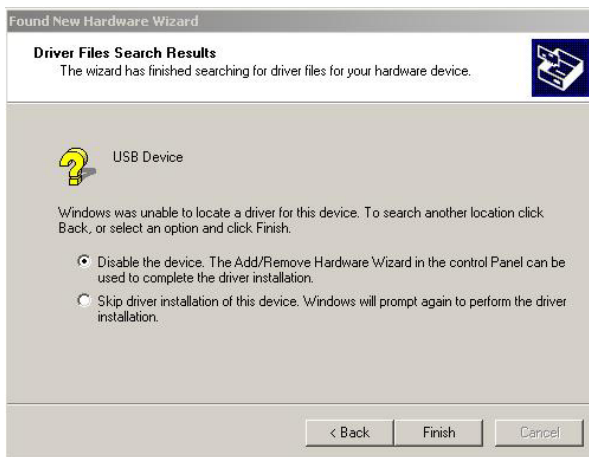 Found New Hardware Wizard
Driver Files Search Results
The wizard has finished searching for driver files for your hardware device.
USB Device
Windows was unable to locate a driver for this device. To search another location click
Back, or select an option and click Finish.
Disable the device. The Add/Remove Hardware Wizard in the control Panel can be
used to complete the driver installation.
Skip driver installation of this device. Windows will prompt again to perform the driver
installation.
< Back
Finish
Cancel